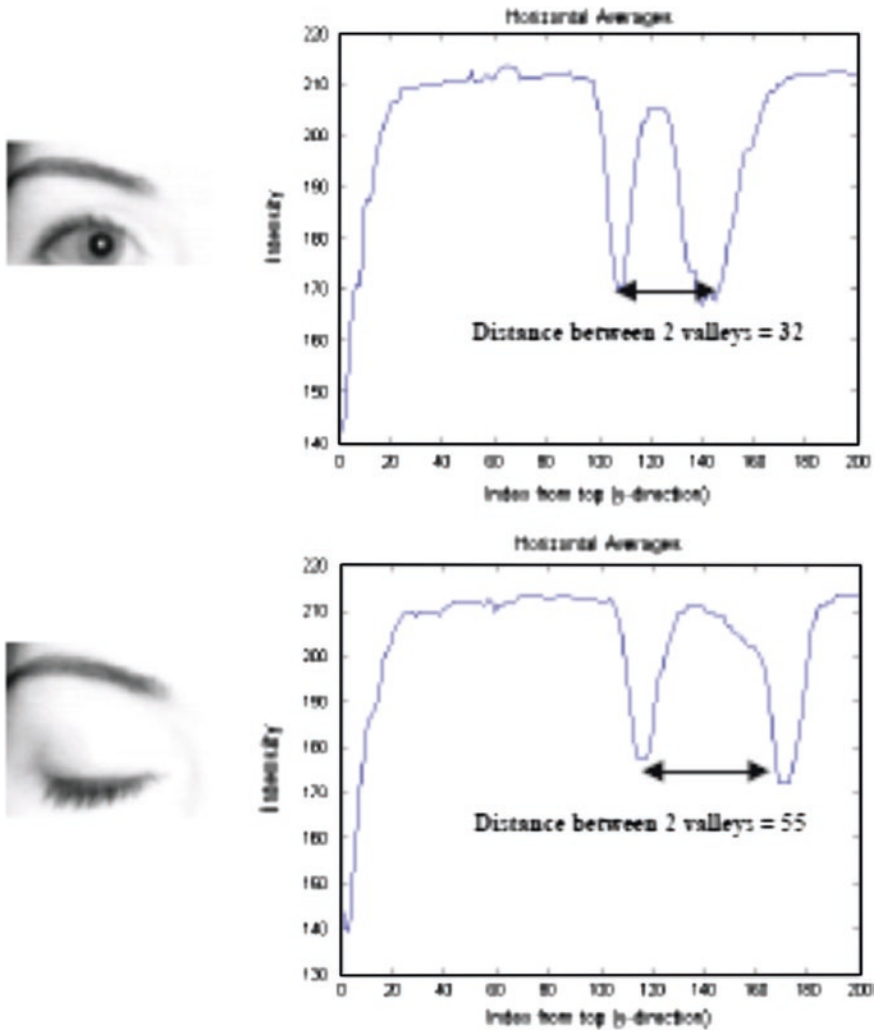 Horizontal Averages
220
210
200
190
180
170
160
150
140
Intensity
0 20 40 60 80 100 120 140 160 180 200
Index from top (y-direction)
Distance between 2 valleys = 32
Horizontal Averages
220
210
200
190
180
170
160
150
140
130
Intensity
0 20 40 60 80 100 120 140 160 180 200
Index from top (y-direction)
Distance between 2 valleys = 55